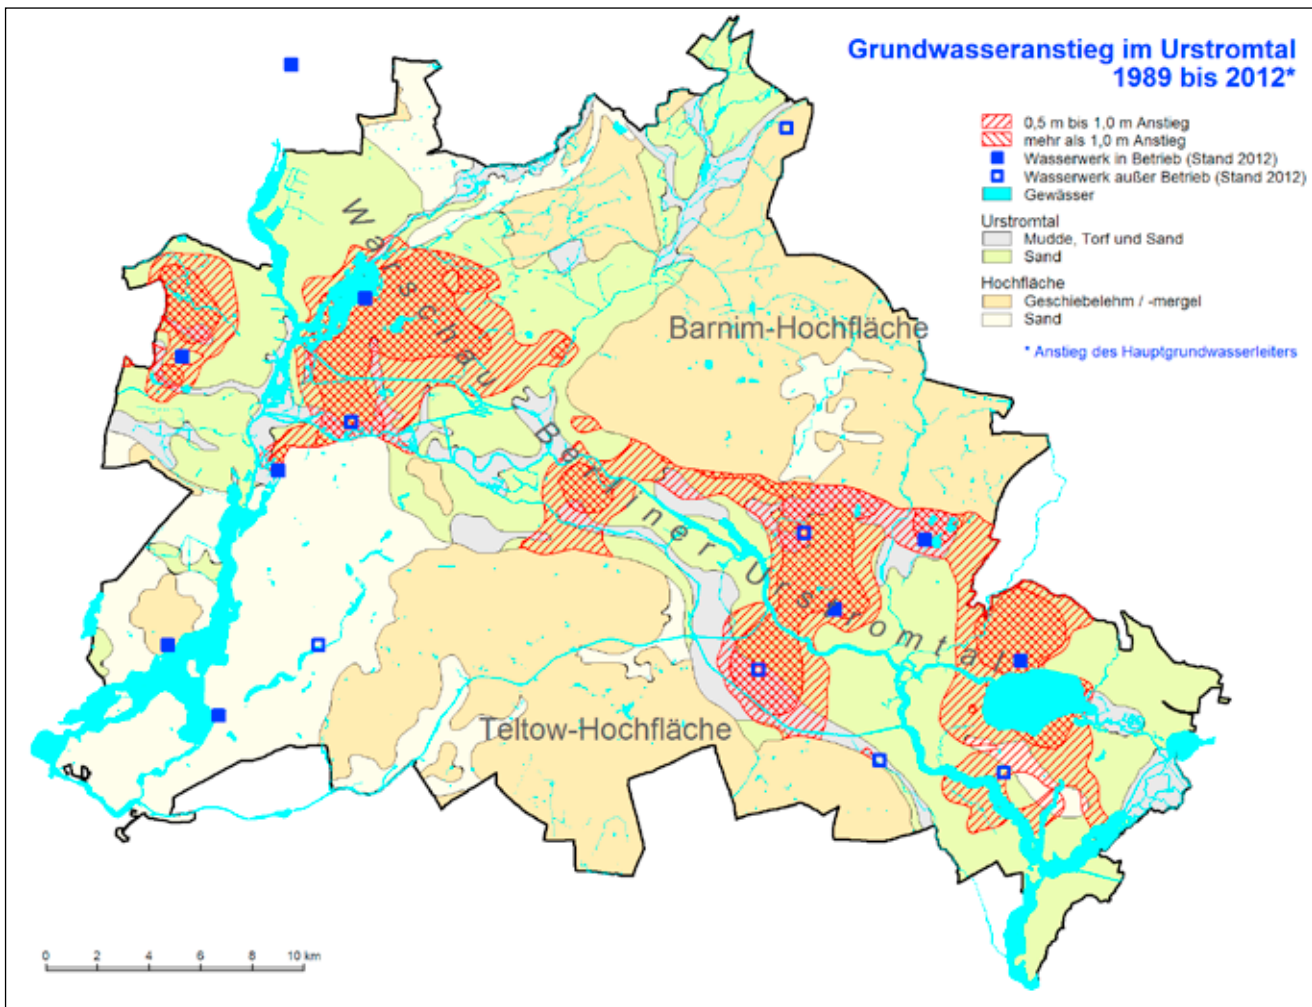 Grundwasseranstieg im Urstromtal
1989 bis 2012*
0,5 m bis 1,0 m Anstieg
mehr als 1,0 m Anstieg
Wasserwerk in Betrieb (Stand 2012)
Wasserwerk außer Betrieb (Stand 2012)
Gewässer
Urstromtal
Mudde, Torf und Sand
Sand
Hochfläche
Geschiebelehm / -mergel
Sand
* Anstieg des Hauptgrundwasserleiters
Warschau Berliner Urstromtal
Barnim-Hochfläche
Teltow-Hochfläche
0 2 4 6 8 10 km